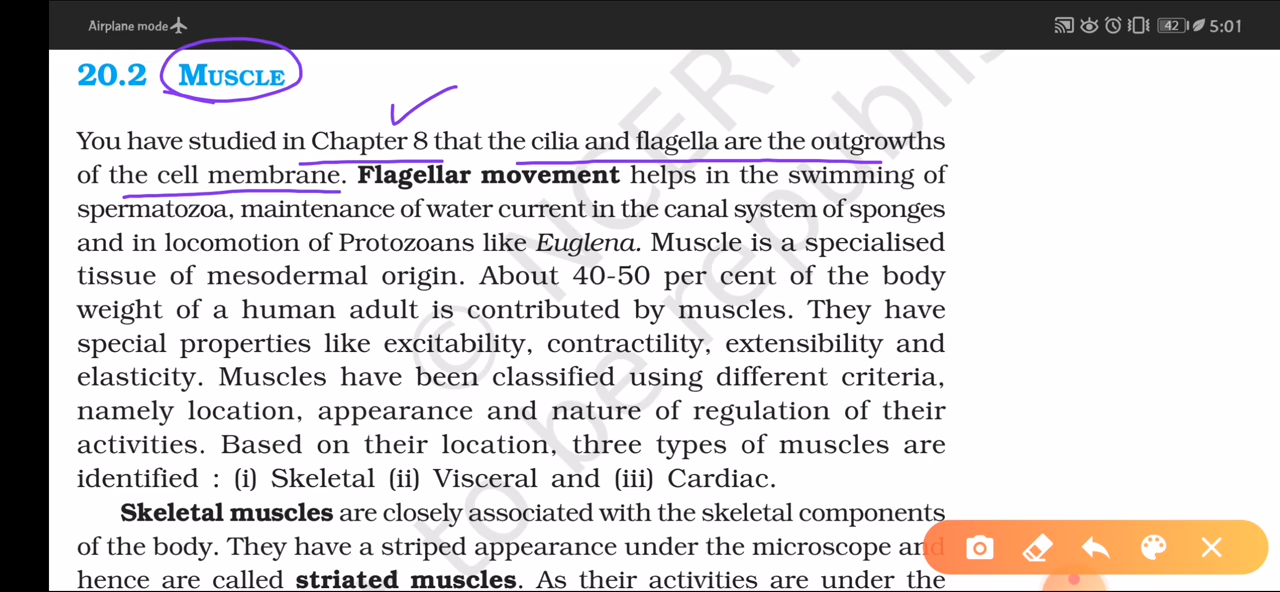 Airplane mode
42 5:01
20.2 MUSCLE
You have studied in Chapter 8 that the cilia and flagella are the outgrowths
of the cell membrane. Flagellar movement helps in the swimming of
spermatozoa, maintenance of water current in the canal system of sponges
and in locomotion of Protozoans like Euglena. Muscle is a specialised
tissue of mesodermal origin. About 40-50 per cent of the body
weight of a human adult is contributed by muscles. They have
special properties like excitability, contractility, extensibility and
elasticity. Muscles have been classified using different criteria,
namely location, appearance and nature of regulation of their
activities. Based on their location, three types of muscles are
identified : (i) Skeletal (ii) Visceral and (iii) Cardiac.
Skeletal muscles are closely associated with the skeletal components
of the body. They have a striped appearance under the microscope and
hence are called striated muscles. As their activities are under the
© NCERT
to be republis